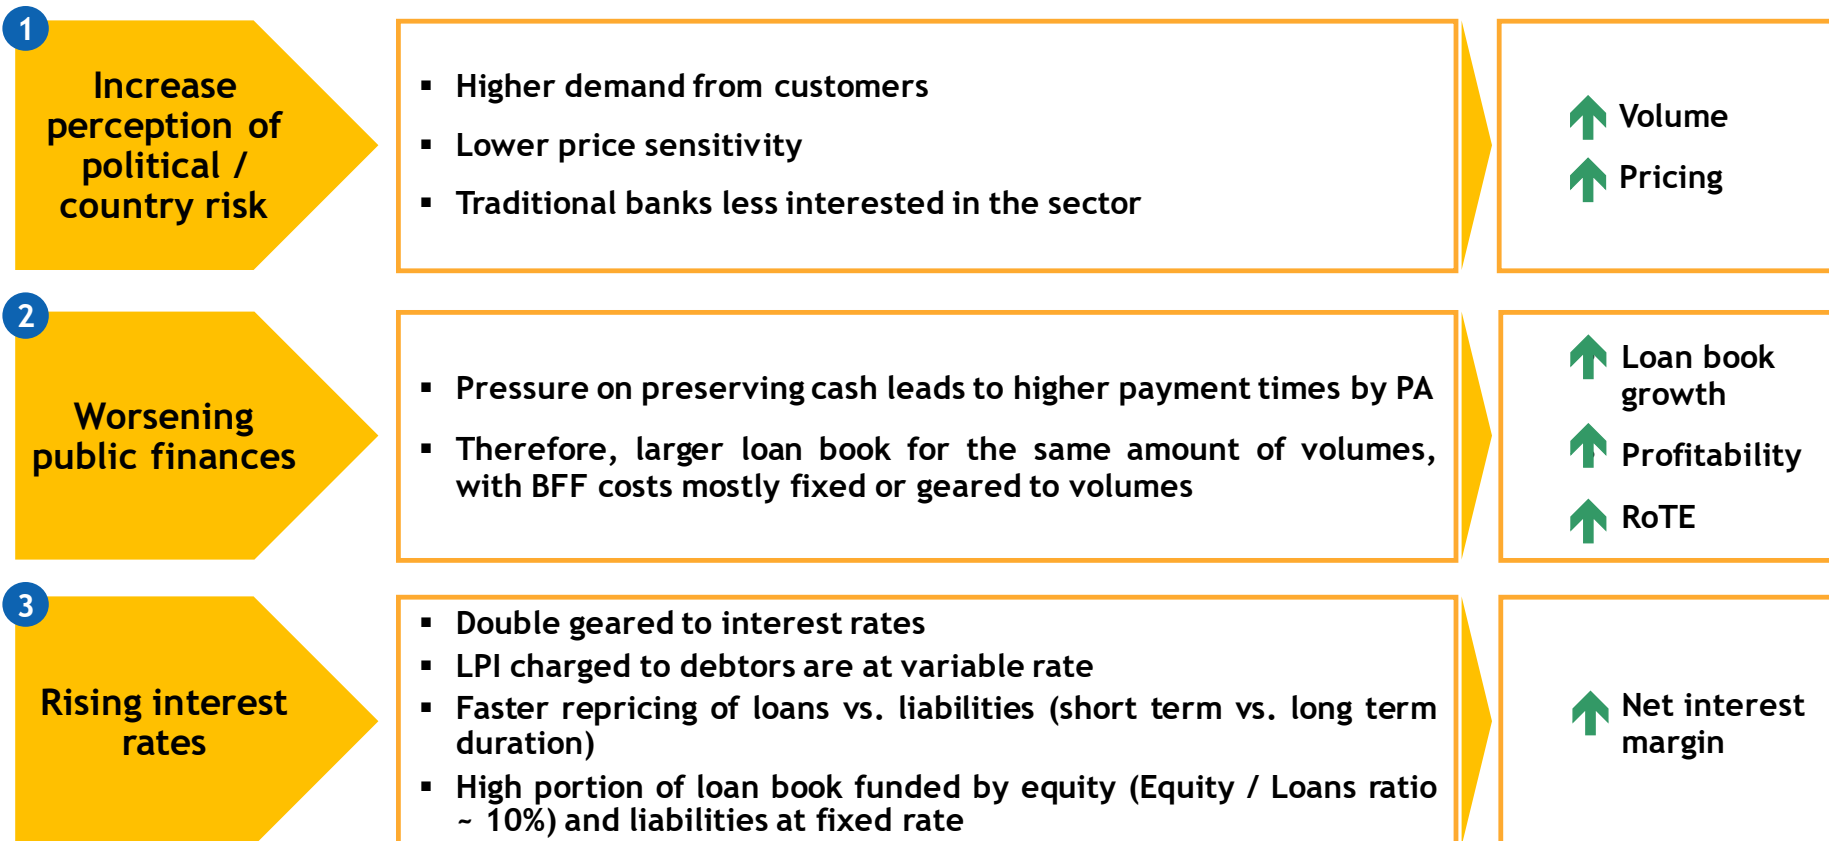 1
Increase
perception of
political /
country risk
▪ Higher demand from customers
▪ Lower price sensitivity
▪ Traditional banks less interested in the sector
Volume
Pricing
2
Worsening
public finances
▪ Pressure on preserving cash leads to higher payment times by PA
▪ Therefore, larger loan book for the same amount of volumes,
with BFF costs mostly fixed or geared to volumes
Loan book
growth
Profitability
RoTE
3
Rising interest
rates
▪ Double geared to interest rates
▪ LPI charged to debtors are at variable rate
▪ Faster repricing of loans vs. liabilities (short term vs. long term
duration)
▪ High portion of loan book funded by equity (Equity / Loans ratio
~ 10%) and liabilities at fixed rate
Net interest
margin